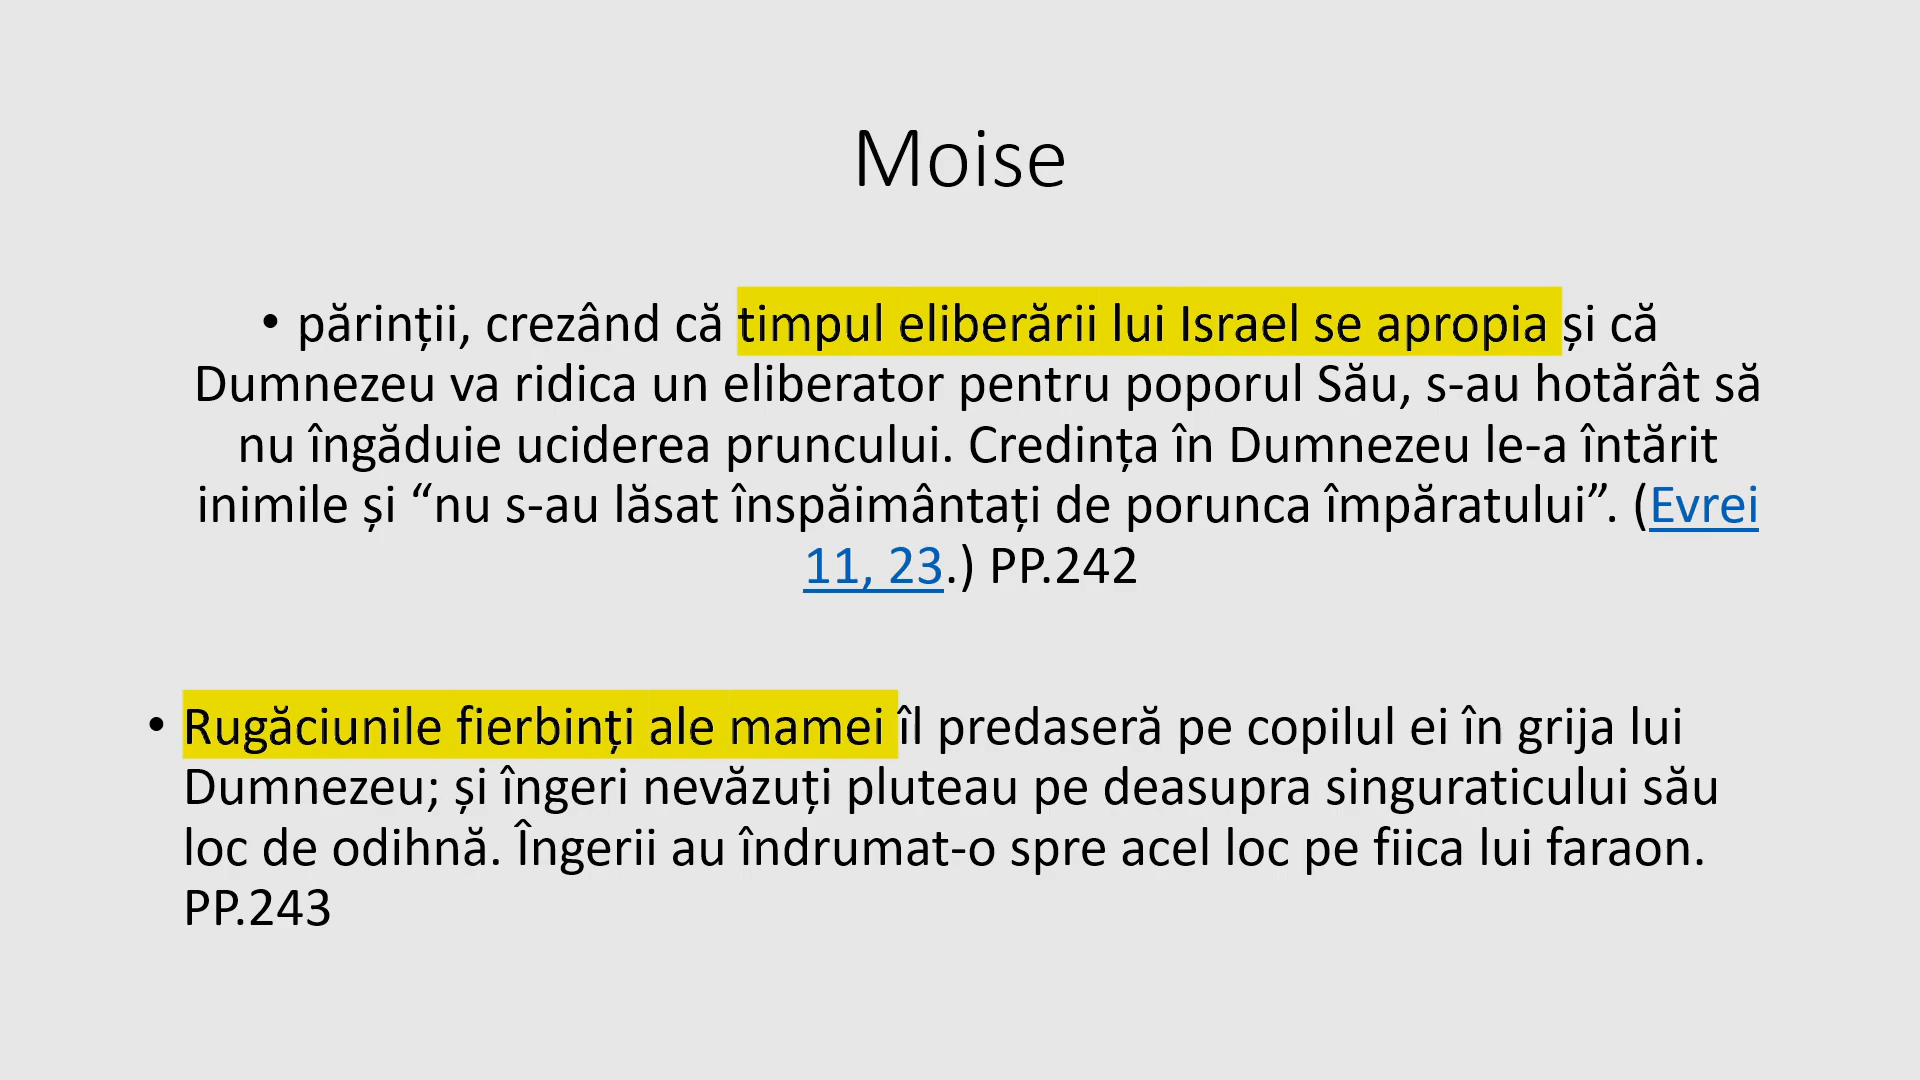 Moise
• părinții, crezând că timpul eliberării lui Israel se apropia și că
Dumnezeu va ridica un eliberator pentru poporul Său, s-au hotărât să
nu îngăduie uciderea pruncului. Credința în Dumnezeu le-a întărit
inimile și “nu s-au lăsat înspăimântați de porunca împăratului”. (Evrei
11, 23.) PP.242
• Rugăciunile fierbinți ale mamei îl predaseră pe copilul ei în grija lui
Dumnezeu; și îngeri nevăzuți pluteau pe deasupra singuraticului său
loc de odihnă. Îngerii au îndrumat-o spre acel loc pe fiica lui faraon.
PP.243